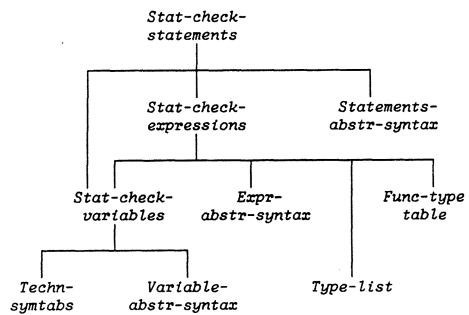 Stat-check-
statements
Stat-check-
expressions
Statements-
abstr-syntax
Stat-check-
variables
Expr-
abstr-syntax
Func-type
table
Techn-
symtabs
Variable-
abstr-syntax
Type-list